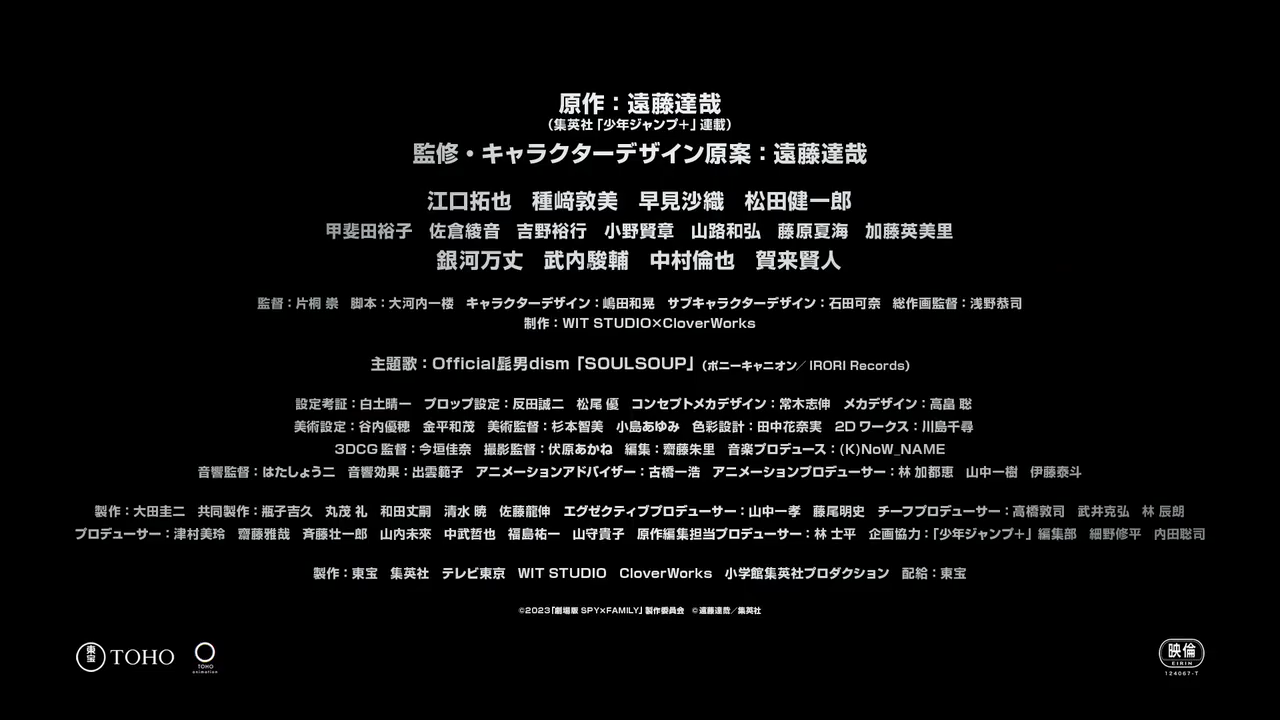 原作：遠藤達哉
（集英社「少年ジャンプ＋」連載）
監修・キャラクターデザイン原案：遠藤達哉
江口拓也　種﨑敦美　早見沙織　松田健一郎
甲斐田裕子　佐倉綾音　吉野裕行　小野賢章　山路和弘　藤原夏海　加藤英美里
銀河万丈　武内駿輔　中村倫也　賀来賢人
監督：片桐 崇　脚本：大河内一楼　キャラクターデザイン：嶋田和晃　サブキャラクターデザイン：石田可奈　総作画監督：浅野恭司
制作：WIT STUDIO×CloverWorks
主題歌：Official髭男dism「SOULSOUP」（ポニーキャニオン／IRORI Records）
設定考証：白土晴一　プロップ設定：反田誠二　松尾 優　コンセプトメカデザイン：常木志伸　メカデザイン：高畠 聡
美術設定：谷内優穂　金平和茂　美術監督：杉本智美　小島あゆみ　色彩設計：田中花奈実　2Dワークス：川島千尋
3DCG監督：今垣佳奈　撮影監督：伏原あかね　編集：齋藤朱里　音楽プロデュース：(K)NoW_NAME
音響監督：はたしょう二　音響効果：出雲範子　アニメーションアドバイザー：古橋一浩　アニメーションプロデューサー：林 加都恵　山中一樹　伊藤泰斗
製作：大田圭二　共同製作：瓶子吉久　丸茂 礼　和田丈嗣　清水 暁　佐藤龍伸　エグゼクティブプロデューサー：山中一孝　藤尾明史　チーフプロデューサー：高橋敦司　武井克弘　林 辰朗
プロデューサー：津村美玲　齋藤雅哉　斉藤壮一郎　山内未來　中武哲也　福島祐一　山守貴子　原作編集担当プロデューサー：林 士平　企画協力：「少年ジャンプ＋」編集部　細野修平　内田聡司
製作：東宝　集英社　テレビ東京　WIT STUDIO　CloverWorks　小学館集英社プロダクション　配給：東宝
©2023「劇場版 SPY×FAMILY」製作委員会　©遠藤達哉／集英社
東宝 TOHO
TOHO animation
映倫
EIRIN
124067-T